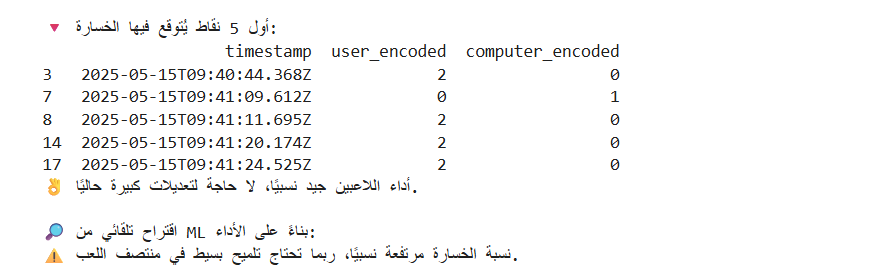 🔻 أول 5 نقاط يُتوقع فيها الخسارة:
timestamp user_encoded computer_encoded
3 2025-05-15T09:40:44.368Z 2 0
7 2025-05-15T09:41:09.612Z 0 1
8 2025-05-15T09:41:11.695Z 2 0
14 2025-05-15T09:41:20.174Z 2 0
17 2025-05-15T09:41:24.525Z 2 0
👌 أداء اللاعبين جيد نسبيًا، لا حاجة لتعديلات كبيرة حاليًا.
🔎 اقتراح تلقائي من ML بناءً على الأداء:
⚠️ نسبة الخسارة مرتفعة نسبيًا، ربما تحتاج تلميح بسيط في منتصف اللعب.